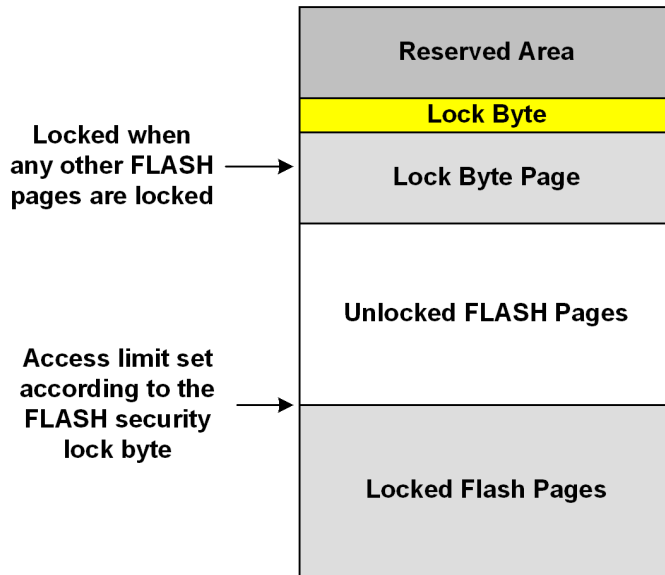 Reserved Area
Lock Byte
Locked when
any other FLASH
pages are locked
Lock Byte Page
Unlocked FLASH Pages
Access limit set
according to the
FLASH security
lock byte
Locked Flash Pages